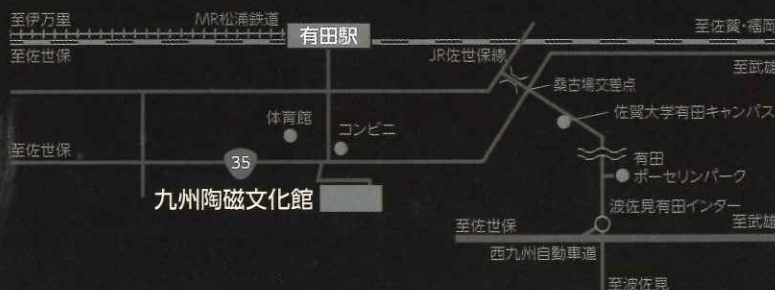 至伊万里
MR松浦鉄道
有田駅
至佐賀・福岡
至佐世保
JR佐世保線
至武雄
桑古場交差点
体育館
コンビニ
佐賀大学有田キャンパス
至佐世保
35
有田
ポーセリンパーク
九州陶磁文化館
波佐見有田インター
至佐世保
至武雄
西九州自動車道
至波佐見